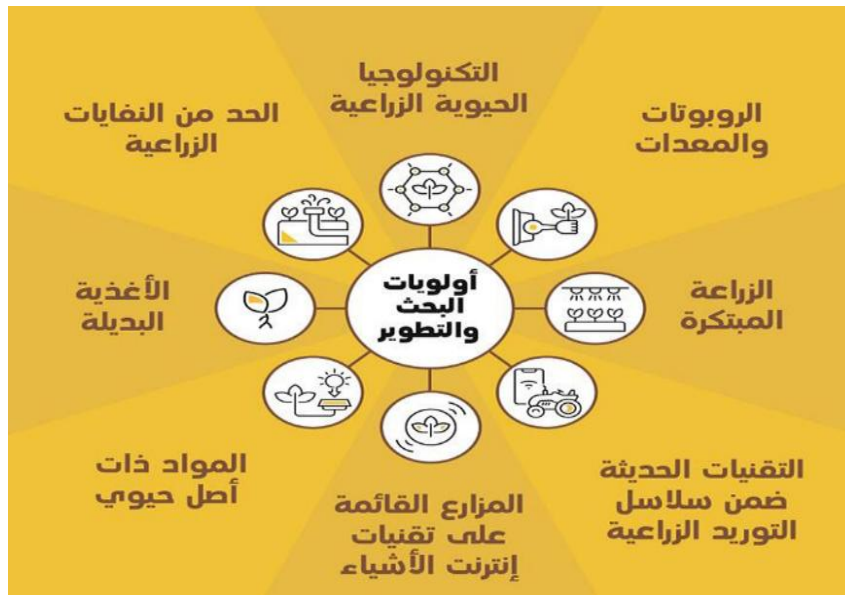 التكنولوجيا
الحيوية الزراعية
الروبوتات
والمعدات
الزراعة
المبتكرة
التقنيات الحديثة
ضمن سلاسل
التوريد الزراعية
المزارع القائمة
على تقنيات
إنترنت الأشياء
المواد ذات
أصل حيوي
الأغذية
البديلة
الحد من النفايات
الزراعية
أولويات
البحث
والتطوير